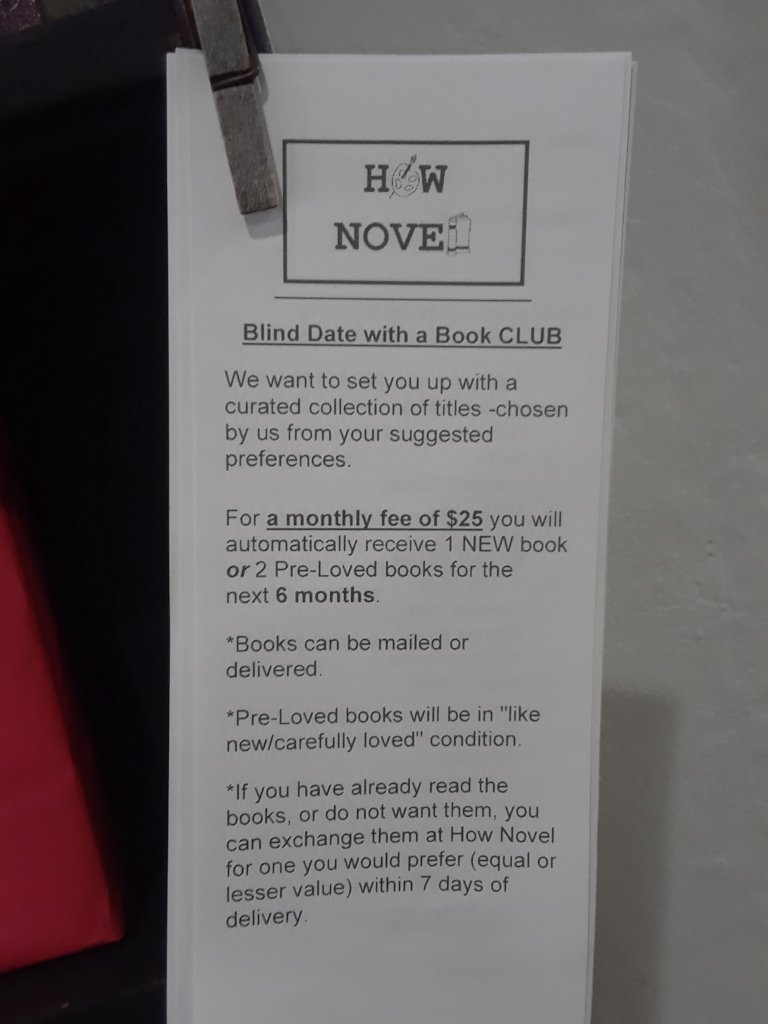 HOW
NOVEL
Blind Date with a Book CLUB
We want to set you up with a
curated collection of titles -chosen
by us from your suggested
preferences.
For a monthly fee of $25 you will
automatically receive 1 NEW book
or 2 Pre-Loved books for the
next 6 months.
*Books can be mailed or
delivered.
*Pre-Loved books will be in "like
new/carefully loved" condition.
*If you have already read the
books, or do not want them, you
can exchange them at How Novel
for one you would prefer (equal or
lesser value) within 7 days of
delivery.